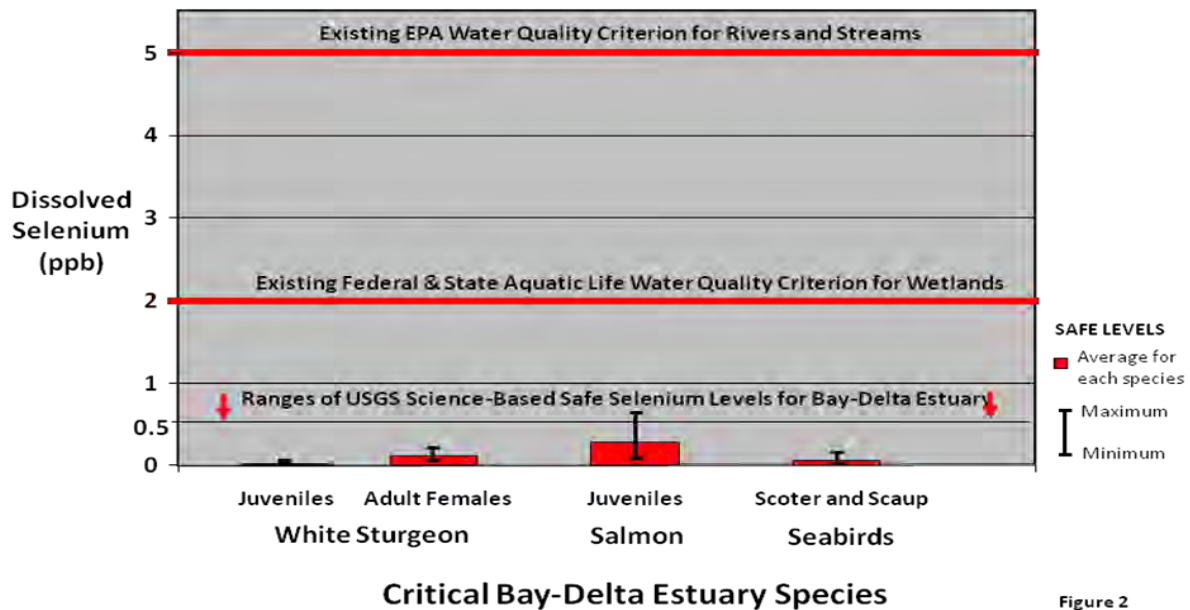 Existing EPA Water Quality Criterion for Rivers and Streams
5
4
Dissolved
Selenium
(ppb)
3
Existing Federal & State Aquatic Life Water Quality Criterion for Wetlands
2
SAFE LEVELS
Average for
each species
Maximum
Minimum
1
Ranges of USGS Science-Based Safe Selenium Levels for Bay-Delta Estuary
0.5
0
Juveniles Adult Females Juveniles Scoter and Scaup
White Sturgeon Salmon Seabirds
Critical Bay-Delta Estuary Species
Figure 2